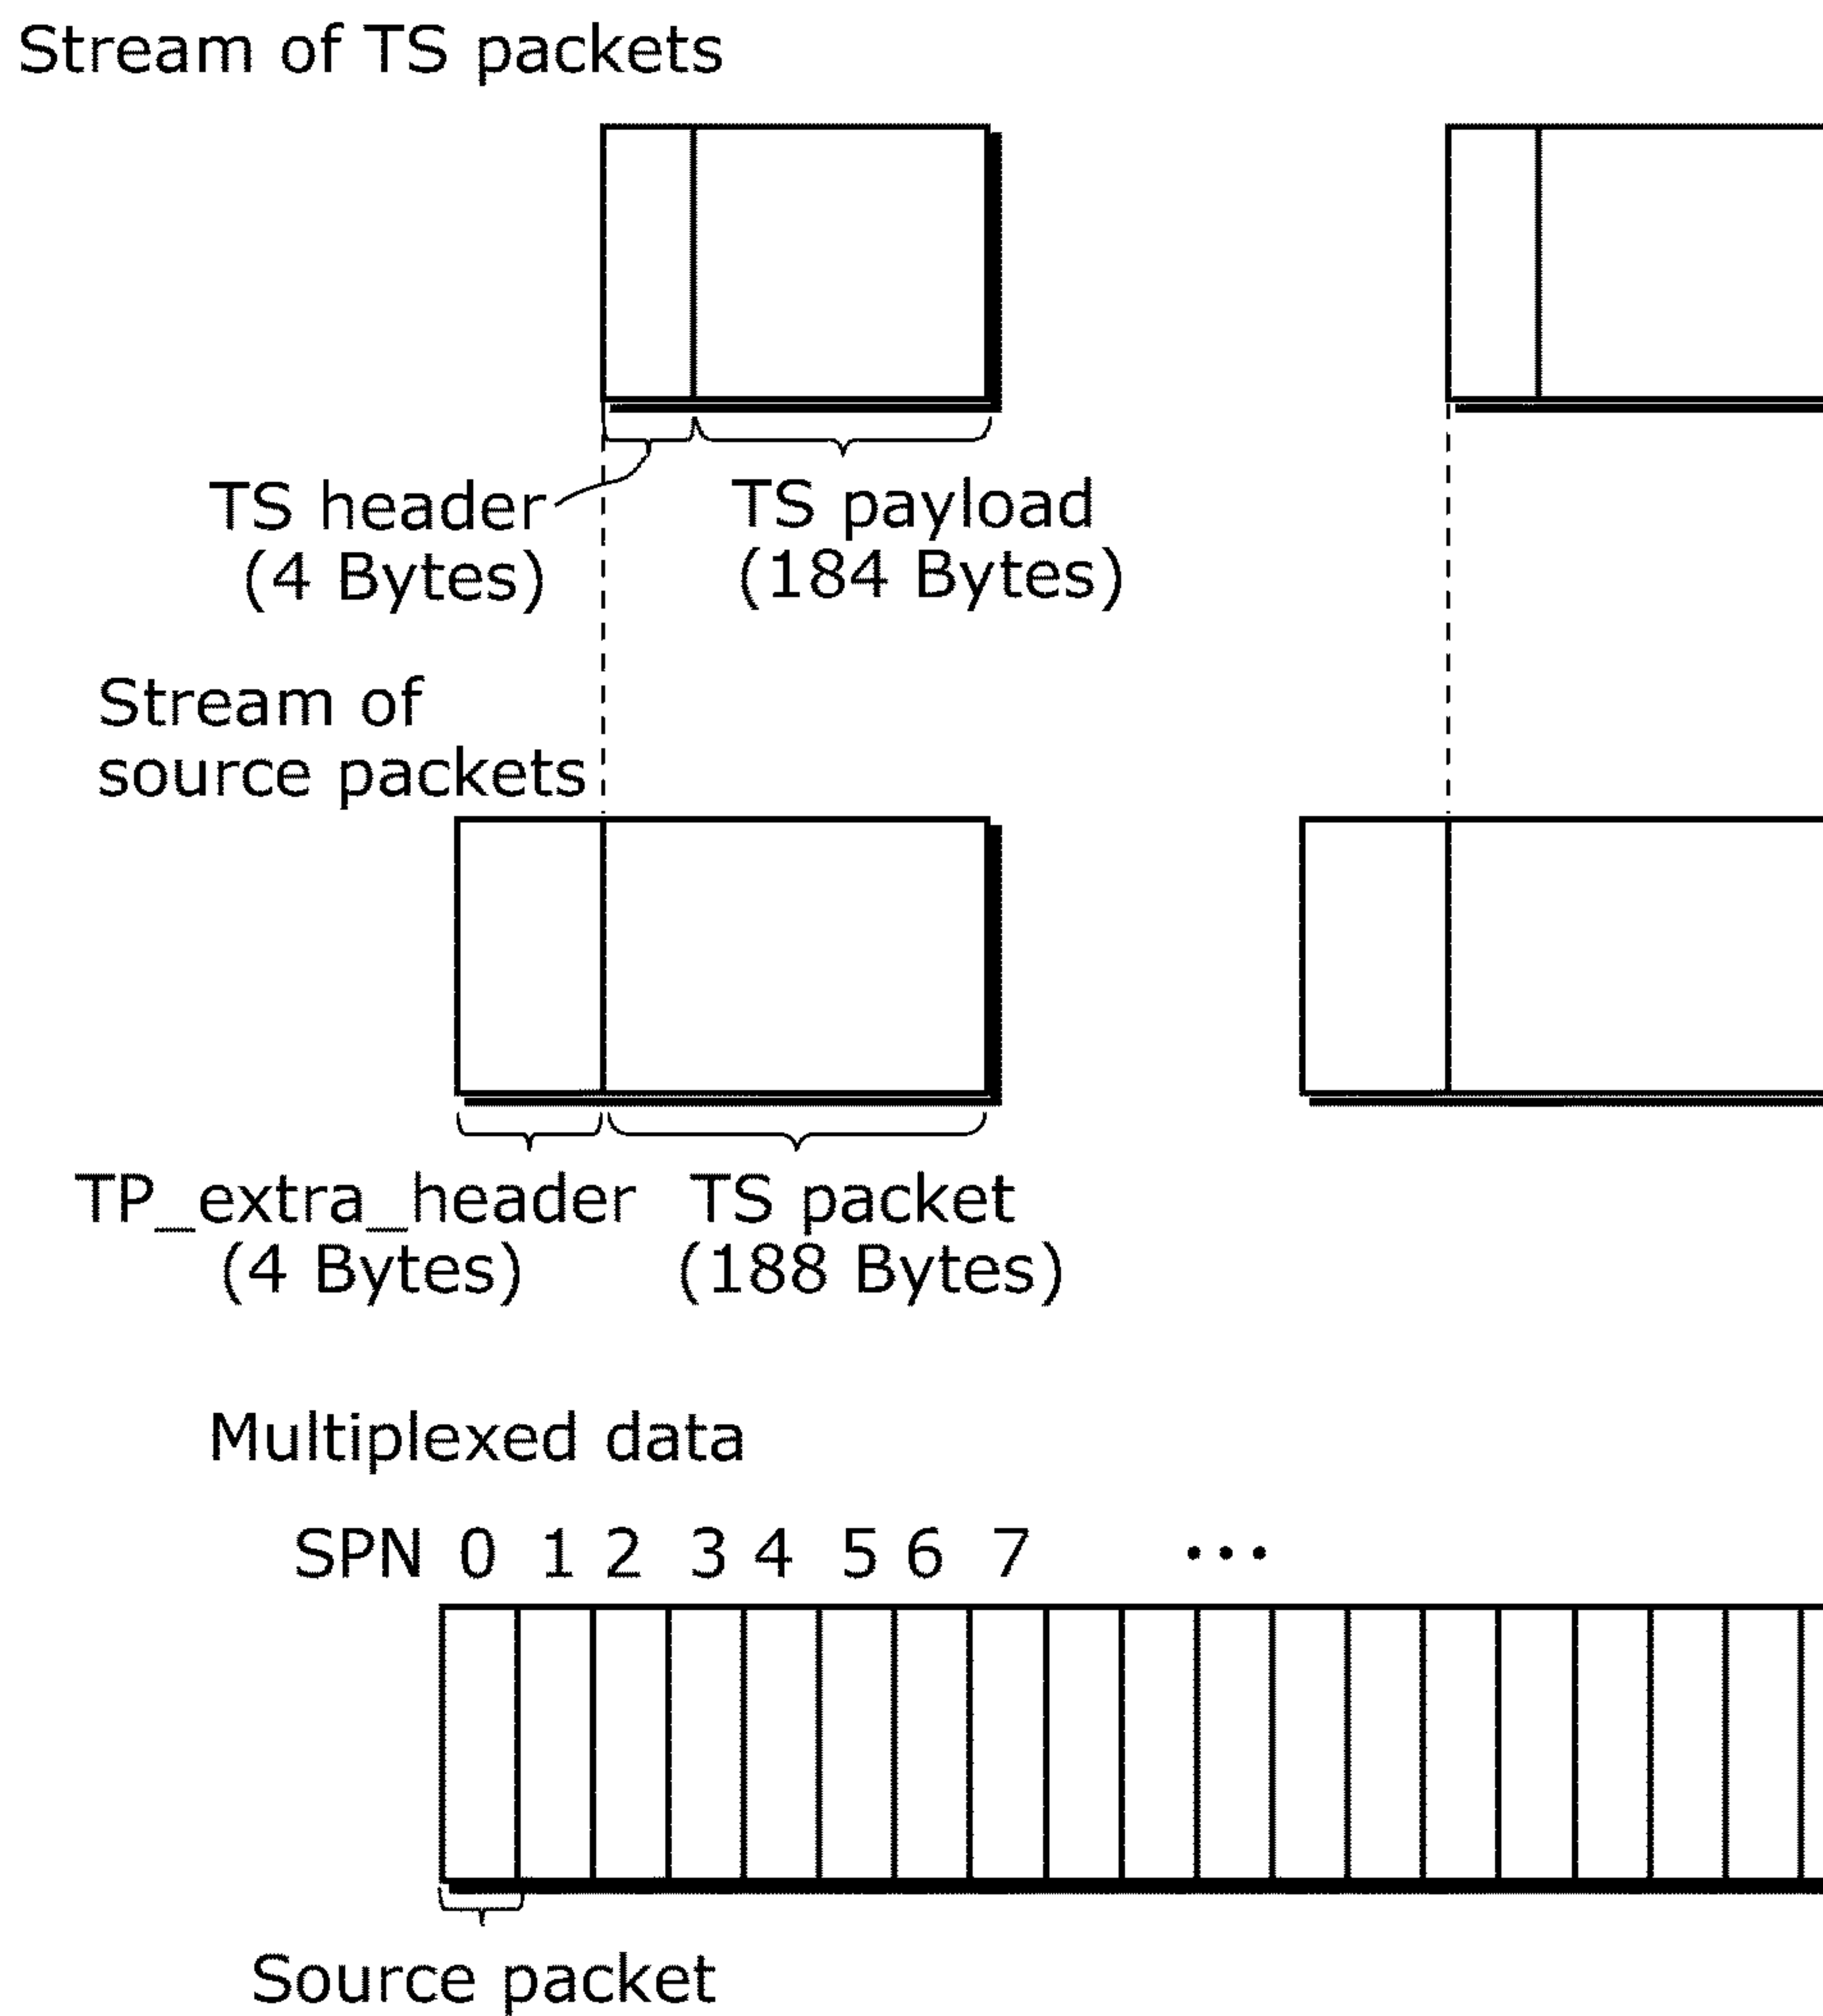 Stream of TS packets
TS header
(4 Bytes)
TS payload
(184 Bytes)
Stream of
source packets
TP_extra_header
(4 Bytes)
TS packet
(188 Bytes)
Multiplexed data
SPN 0 1 2 3 4 5 6 7 ...
Source packet